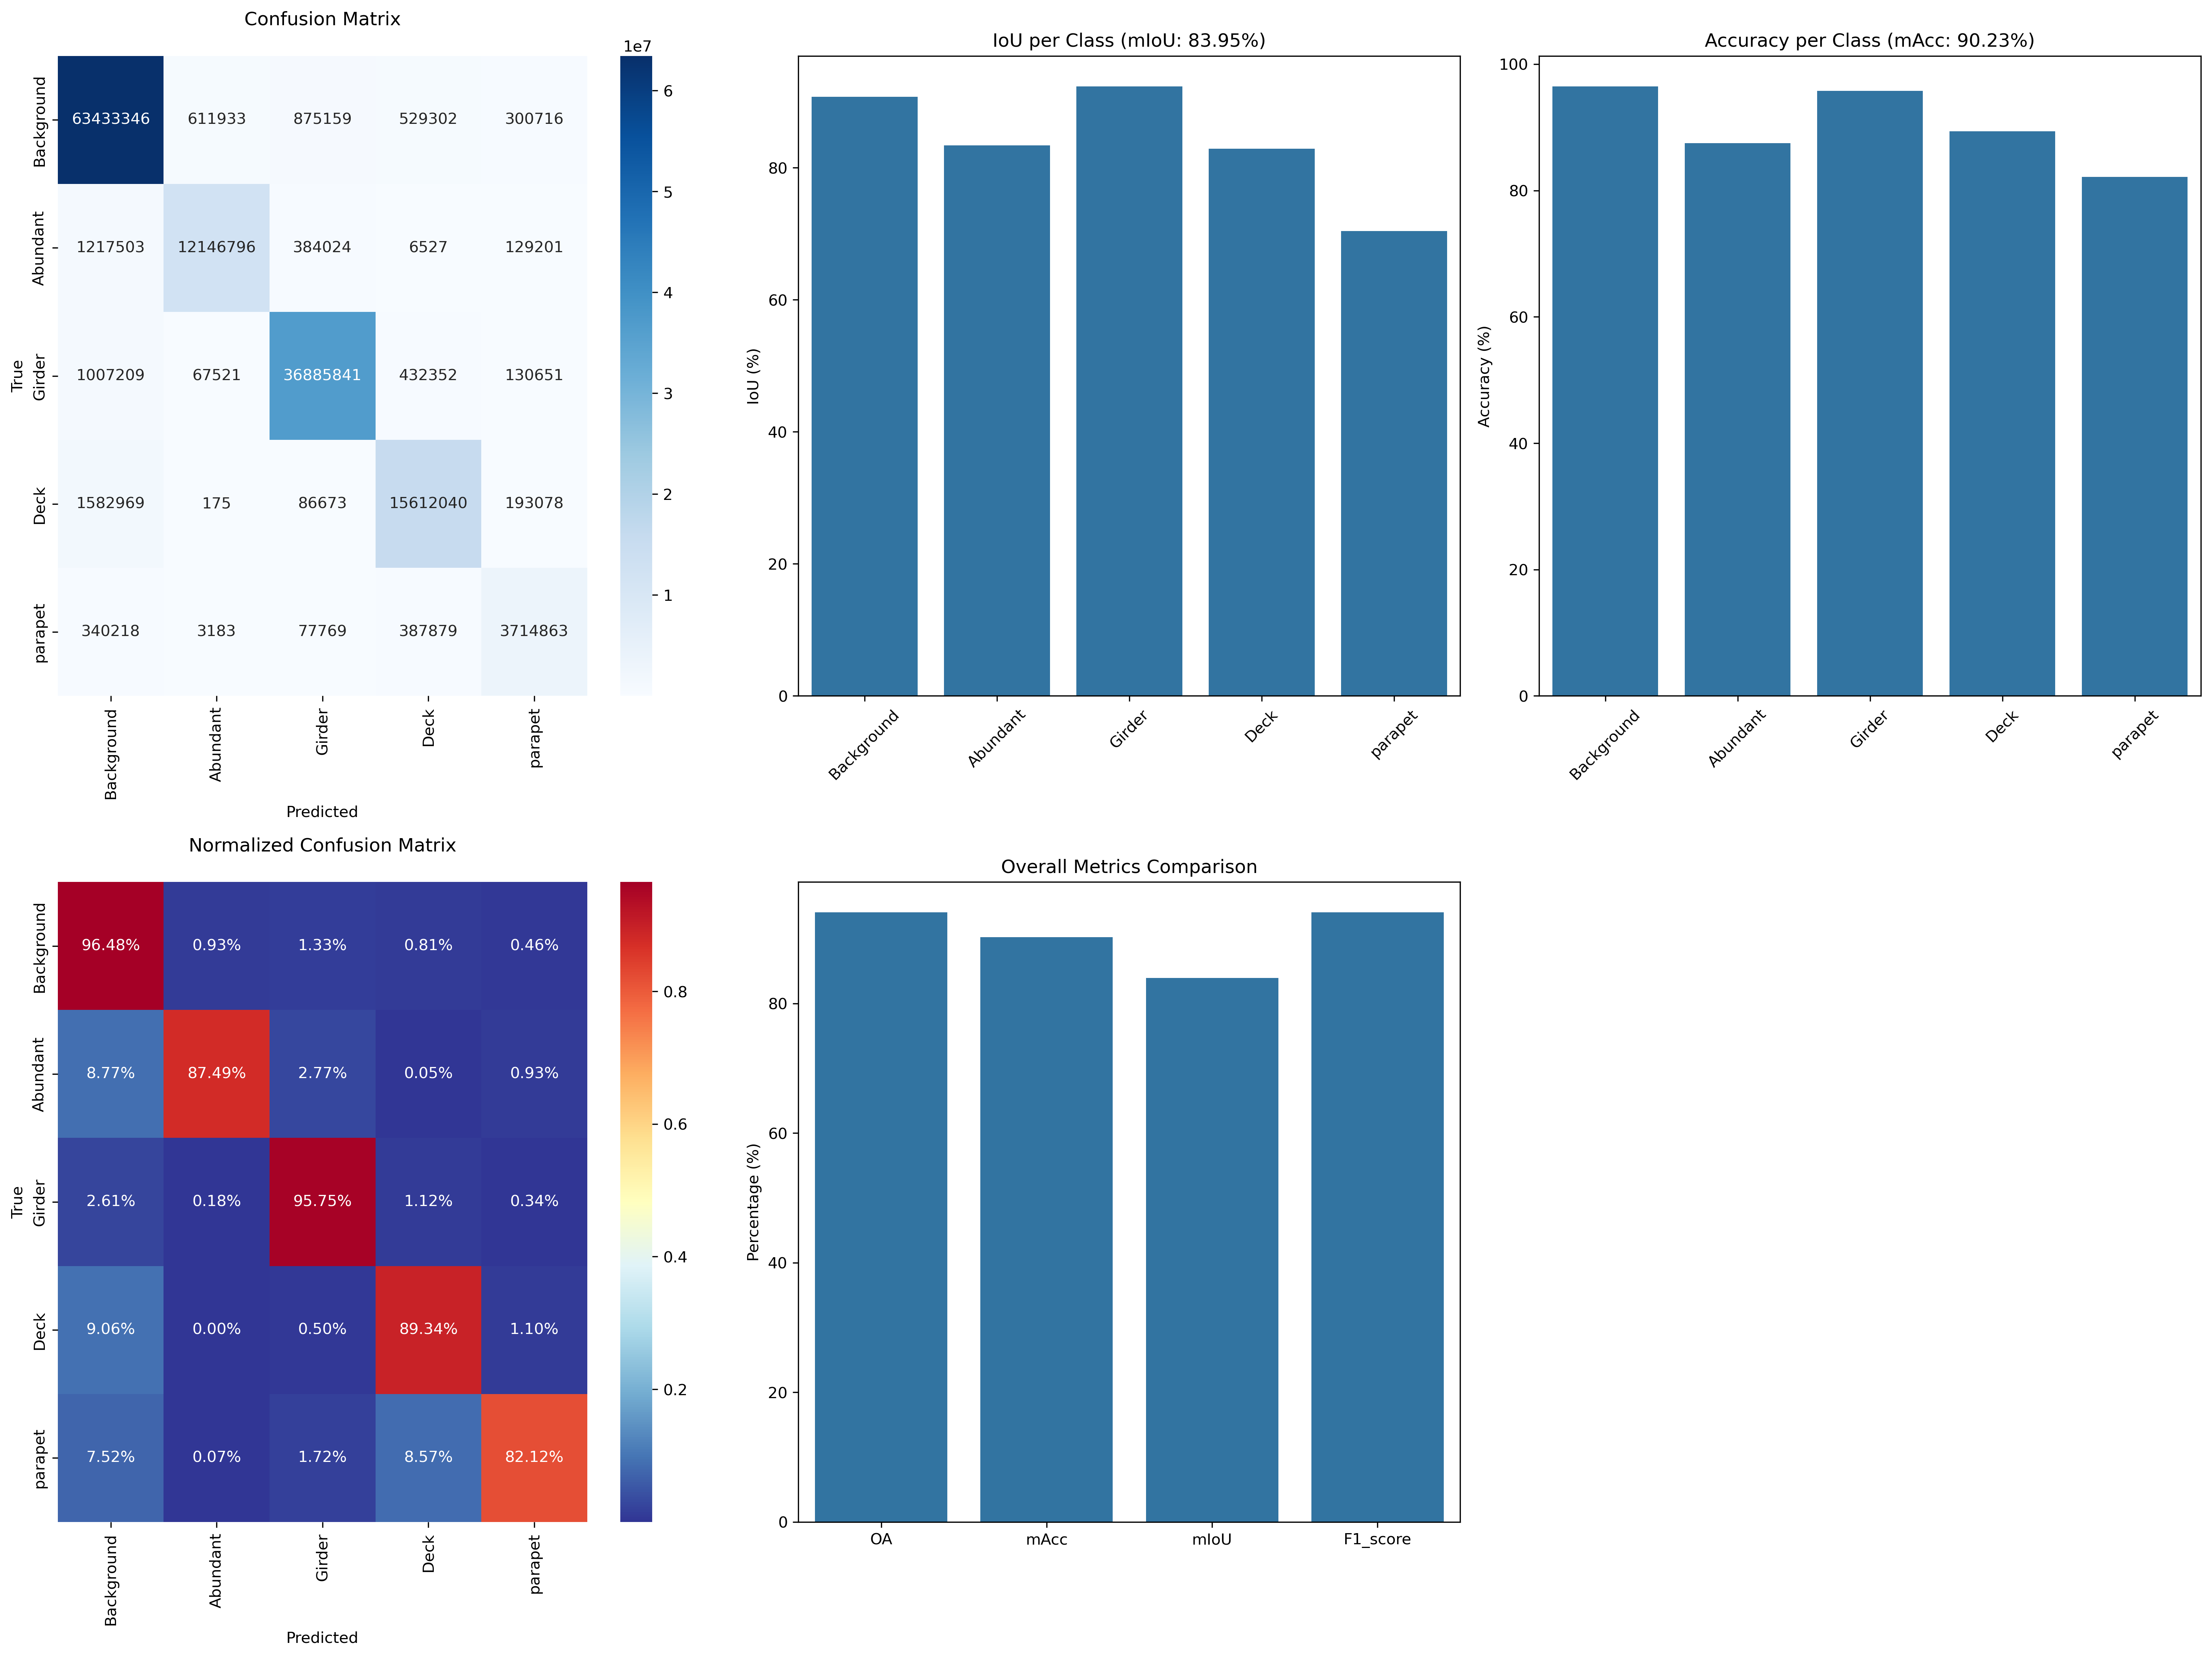 Confusion Matrix
1e7
Background 63433346 611933 875159 529302 300716
Abundant 1217503 12146796 384024 6527 129201
Girder 1007209 67521 36885841 432352 130651
Deck 1582969 175 86673 15612040 193078
parapet 340218 3183 77769 387879 3714863
True
Background Abundant Girder Deck parapet
Predicted
6
5
4
3
2
1
IoU per Class (mIoU: 83.95%)
IoU (%)
80
60
40
20
0
Background Abundant Girder Deck parapet
Accuracy per Class (mAcc: 90.23%)
Accuracy (%)
100
80
60
40
20
0
Background Abundant Girder Deck parapet
Normalized Confusion Matrix
Background 96.48% 0.93% 1.33% 0.81% 0.46%
Abundant 8.77% 87.49% 2.77% 0.05% 0.93%
Girder 2.61% 0.18% 95.75% 1.12% 0.34%
Deck 9.06% 0.00% 0.50% 89.34% 1.10%
parapet 7.52% 0.07% 1.72% 8.57% 82.12%
True
Background Abundant Girder Deck parapet
Predicted
0.8
0.6
0.4
0.2
Overall Metrics Comparison
Percentage (%)
80
60
40
20
0
OA mAcc mIoU F1_score